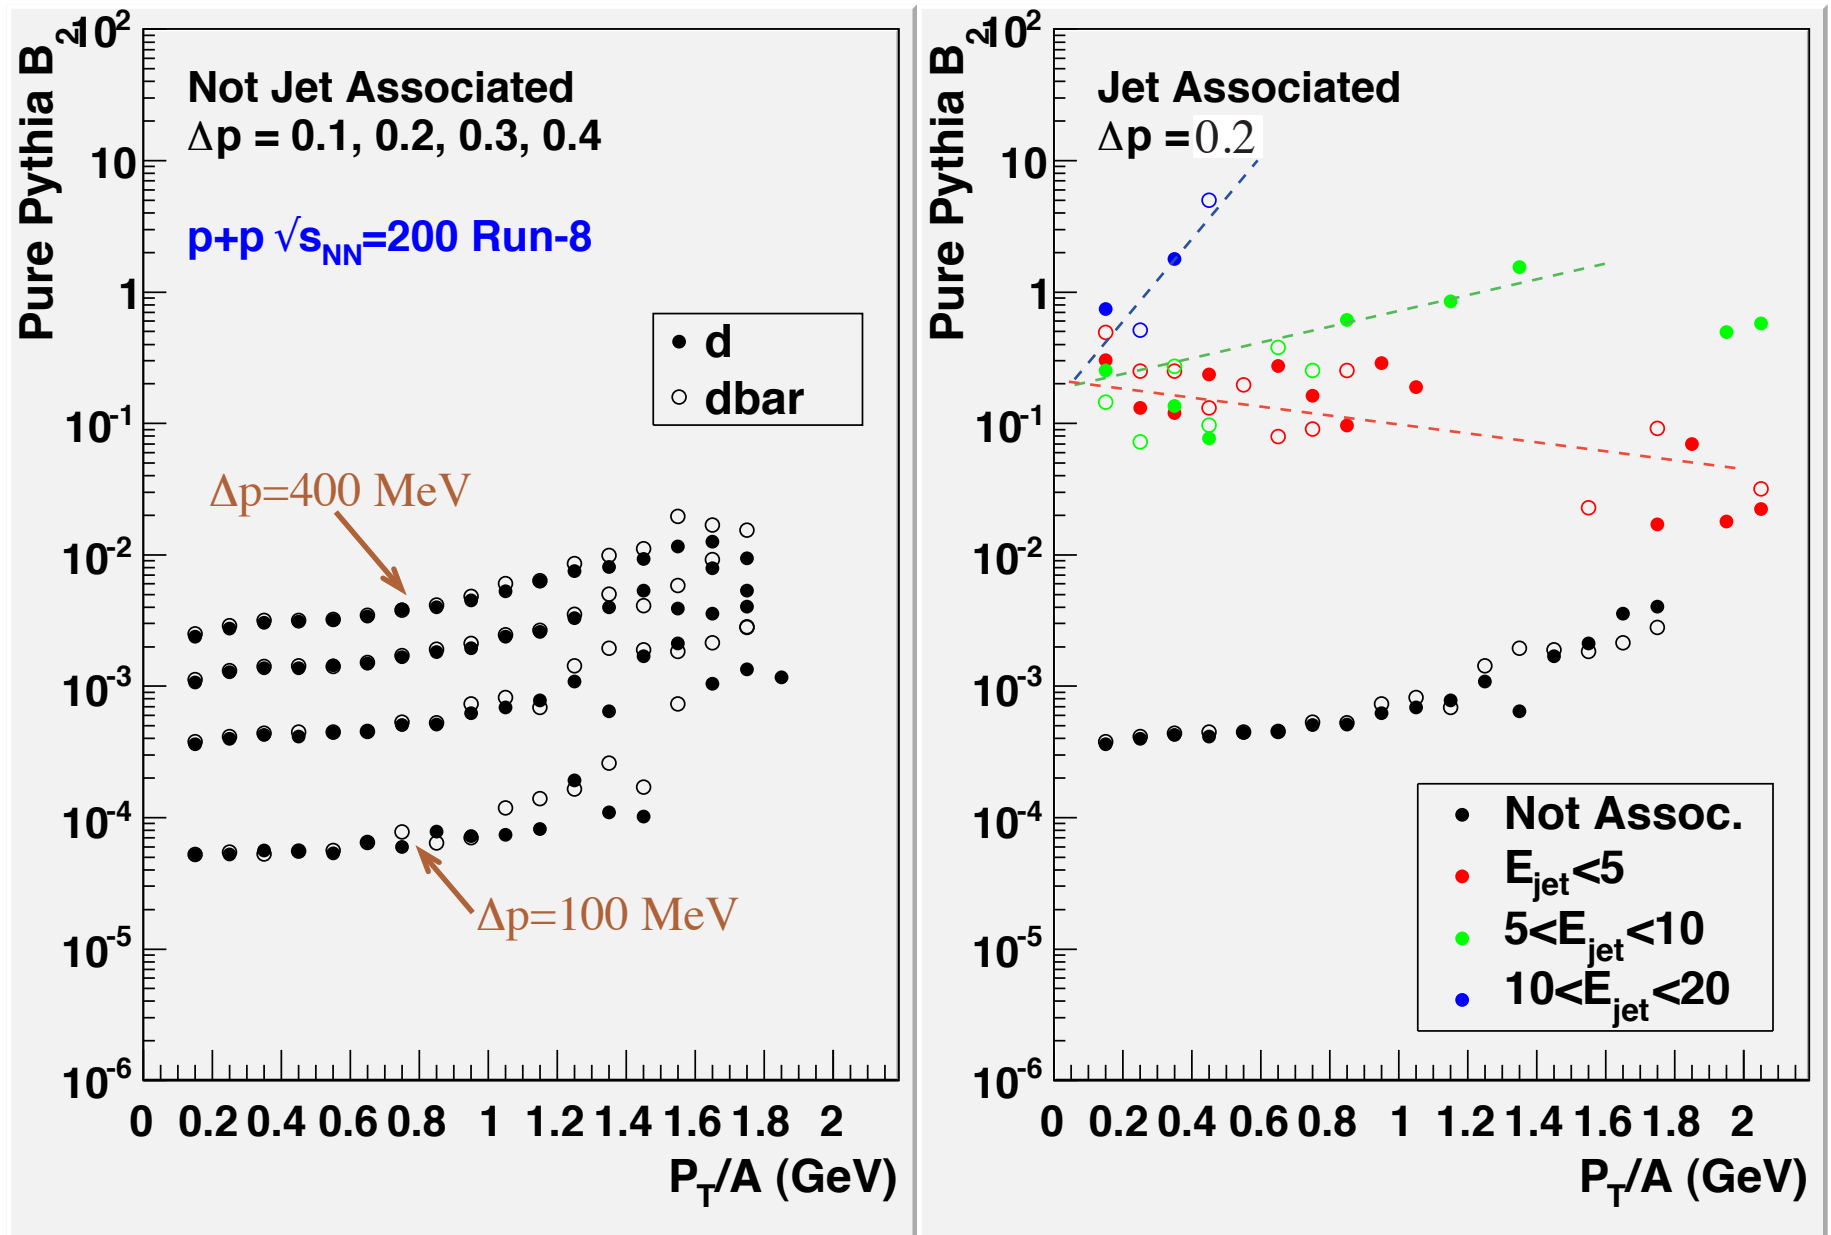 Pure Pythia B2
10²
10
1
10⁻¹
10⁻²
10⁻³
10⁻⁴
10⁻⁵
10⁻⁶
Not Jet Associated
Δp = 0.1, 0.2, 0.3, 0.4
p+p √sNN=200 Run-8
d
dbar
Δp=400 MeV
Δp=100 MeV
0 0.2 0.4 0.6 0.8 1 1.2 1.4 1.6 1.8 2
PT/A (GeV)
Pure Pythia B2
10²
10
1
10⁻¹
10⁻²
10⁻³
10⁻⁴
10⁻⁵
10⁻⁶
Jet Associated
Δp = 0.2
Not Assoc.
Ejet<5
5<Ejet<10
10<Ejet<20
0 0.2 0.4 0.6 0.8 1 1.2 1.4 1.6 1.8 2
PT/A (GeV)